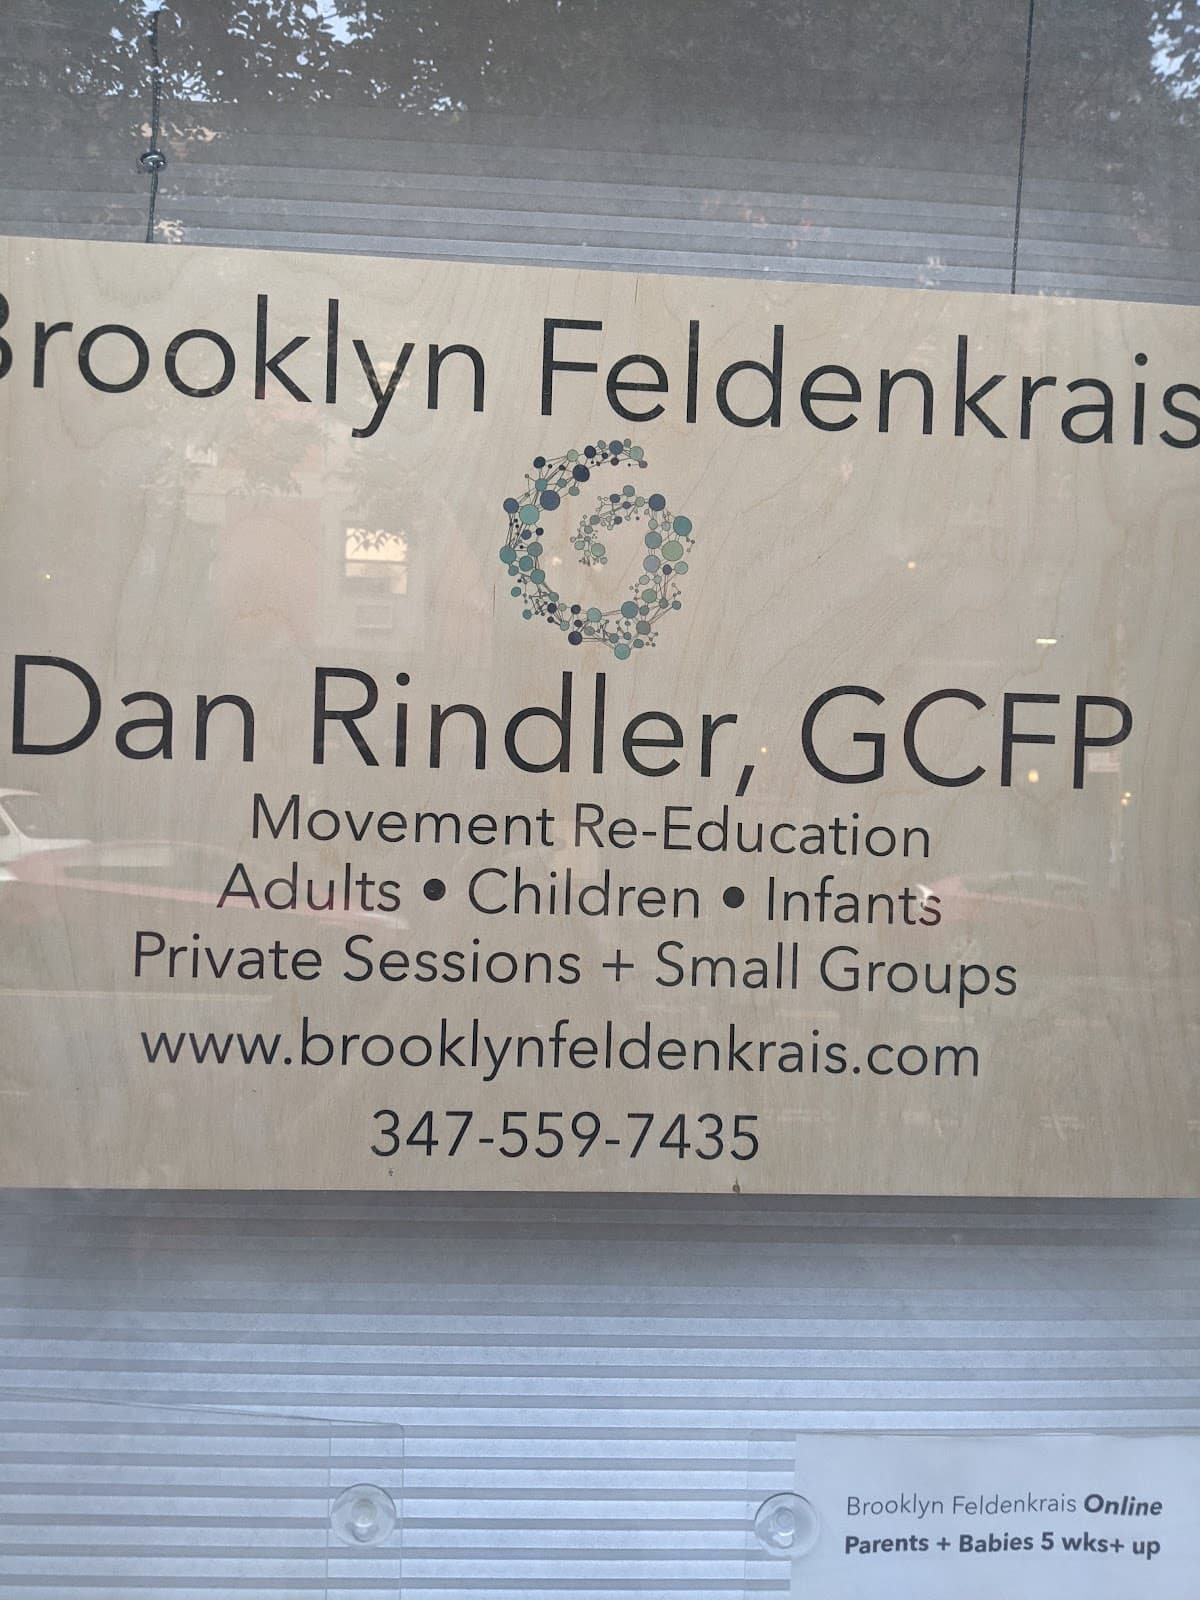 Brooklyn Feldenkrais
Dan Rindler, GCFP
Movement Re-Education
Adults • Children • Infants
Private Sessions + Small Groups
www.brooklynfeldenkrais.com
347-559-7435
Brooklyn Feldenkrais Online
Parents + Babies 5 wks+ up